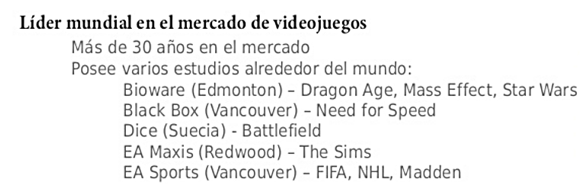 Líder mundial en el mercado de videojuegos
Más de 30 años en el mercado
Posee varios estudios alrededor del mundo:
Bioware (Edmonton) – Dragon Age, Mass Effect, Star Wars
Black Box (Vancouver) – Need for Speed
Dice (Suecia) - Battlefield
EA Maxis (Redwood) – The Sims
EA Sports (Vancouver) – FIFA, NHL, Madden